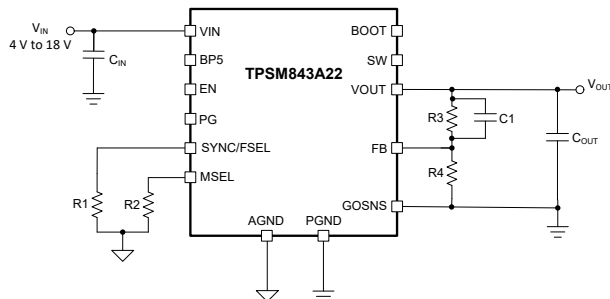 VIN
4 V to 18 V
CIN
VIN
BP5
EN
PG
SYNC/FSEL
MSEL
R1
R2
TPSM843A22
AGND
PGND
BOOT
SW
VOUT
FB
GOSNS
R3
C1
R4
VOUT
COUT